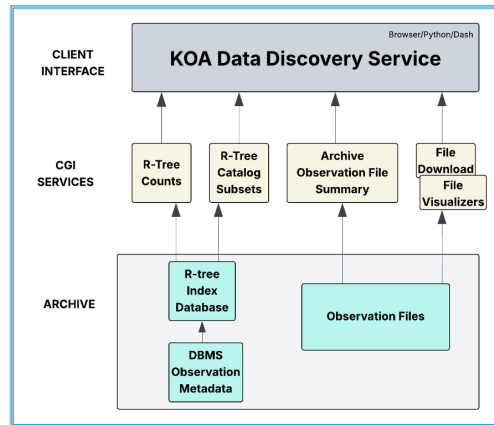 Browser/Python/Dash
CLIENT
INTERFACE
KOA Data Discovery Service
CGI
SERVICES
R-Tree
Counts
R-Tree
Catalog
Subsets
Archive
Observation File
Summary
File
Download
File
Visualizers
ARCHIVE
R-tree
Index
Database
Observation Files
DBMS
Observation
Metadata